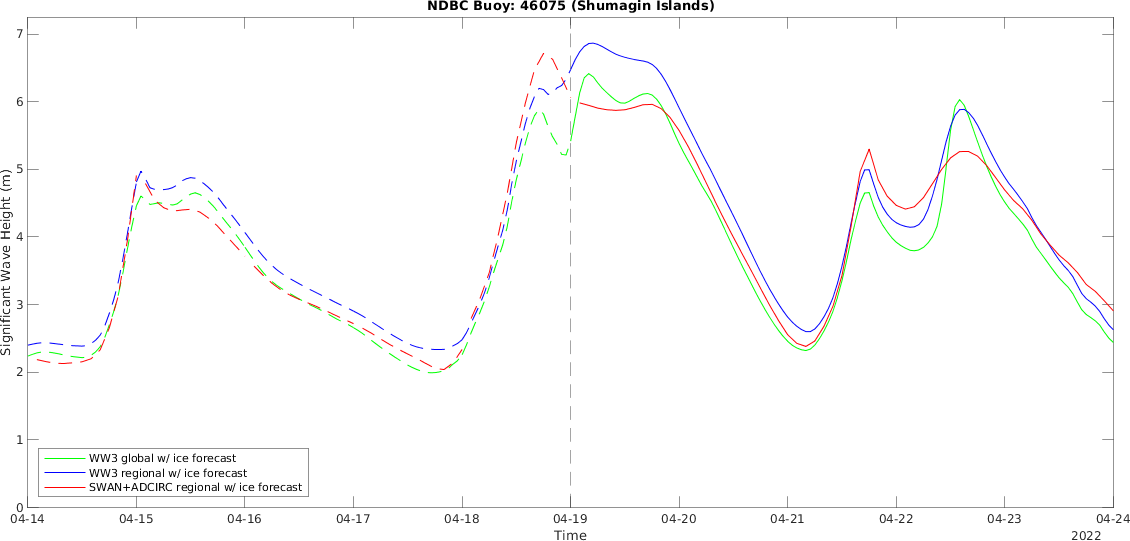 NDBC Buoy: 46075 (Shumagin Islands)
Significant Wave Height (m)
7
6
5
4
3
2
1
0
WW3 global w/ ice forecast
WW3 regional w/ ice forecast
SWAN+ADCIRC regional w/ ice forecast
04-14 04-15 04-16 04-17 04-18 04-19 04-20 04-21 04-22 04-23 04-24
Time
2022